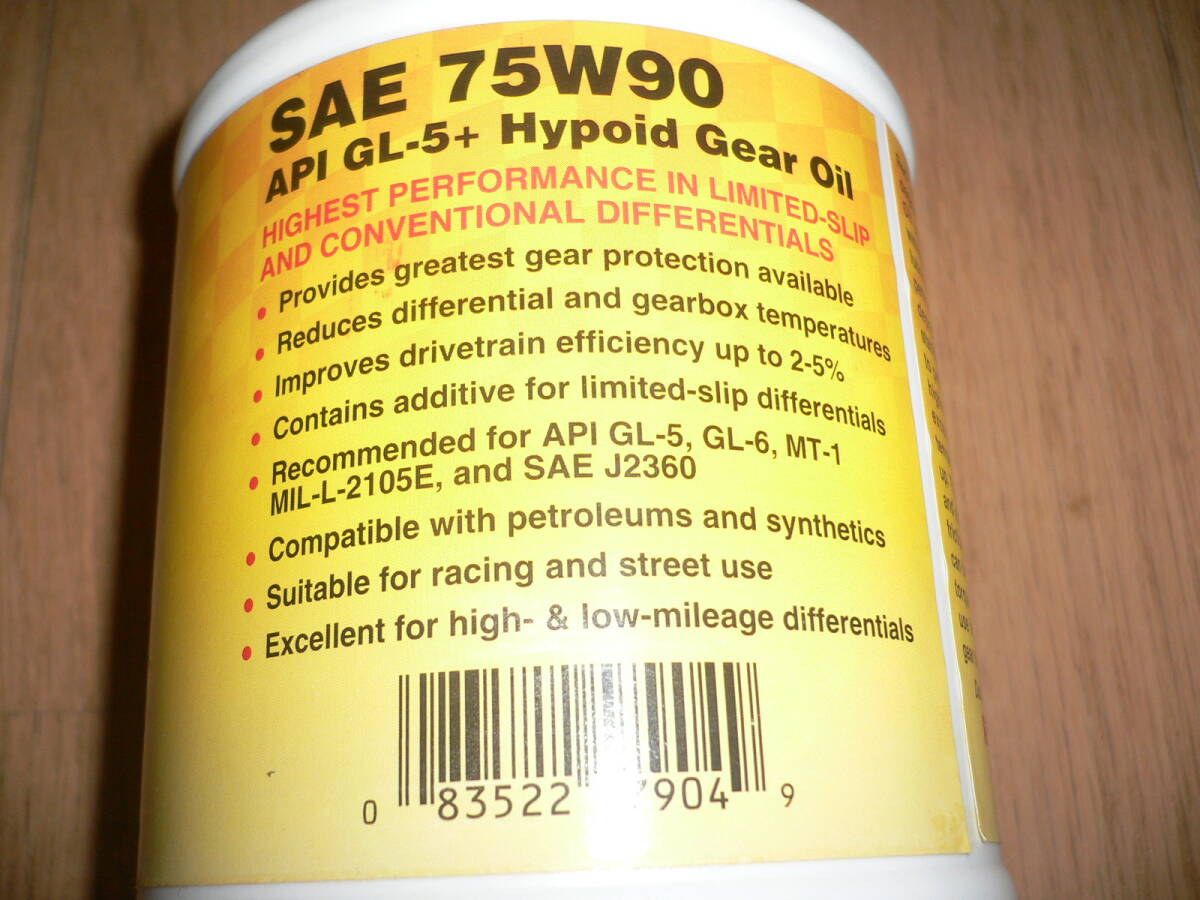 SAE 75W90
API GL-5+ Hypoid Gear Oil
HIGHEST PERFORMANCE IN LIMITED-SLIP
AND CONVENTIONAL DIFFERENTIALS
• Provides greatest gear protection available
• Reduces differential and gearbox temperatures
• Improves drivetrain efficiency up to 2-5%
• Contains additive for limited-slip differentials
• Recommended for API GL-5, GL-6, MT-1
MIL-L-2105E, and SAE J2360
• Compatible with petroleums and synthetics
• Suitable for racing and street use
• Excellent for high- & low-mileage differentials
0 83522 7904 9